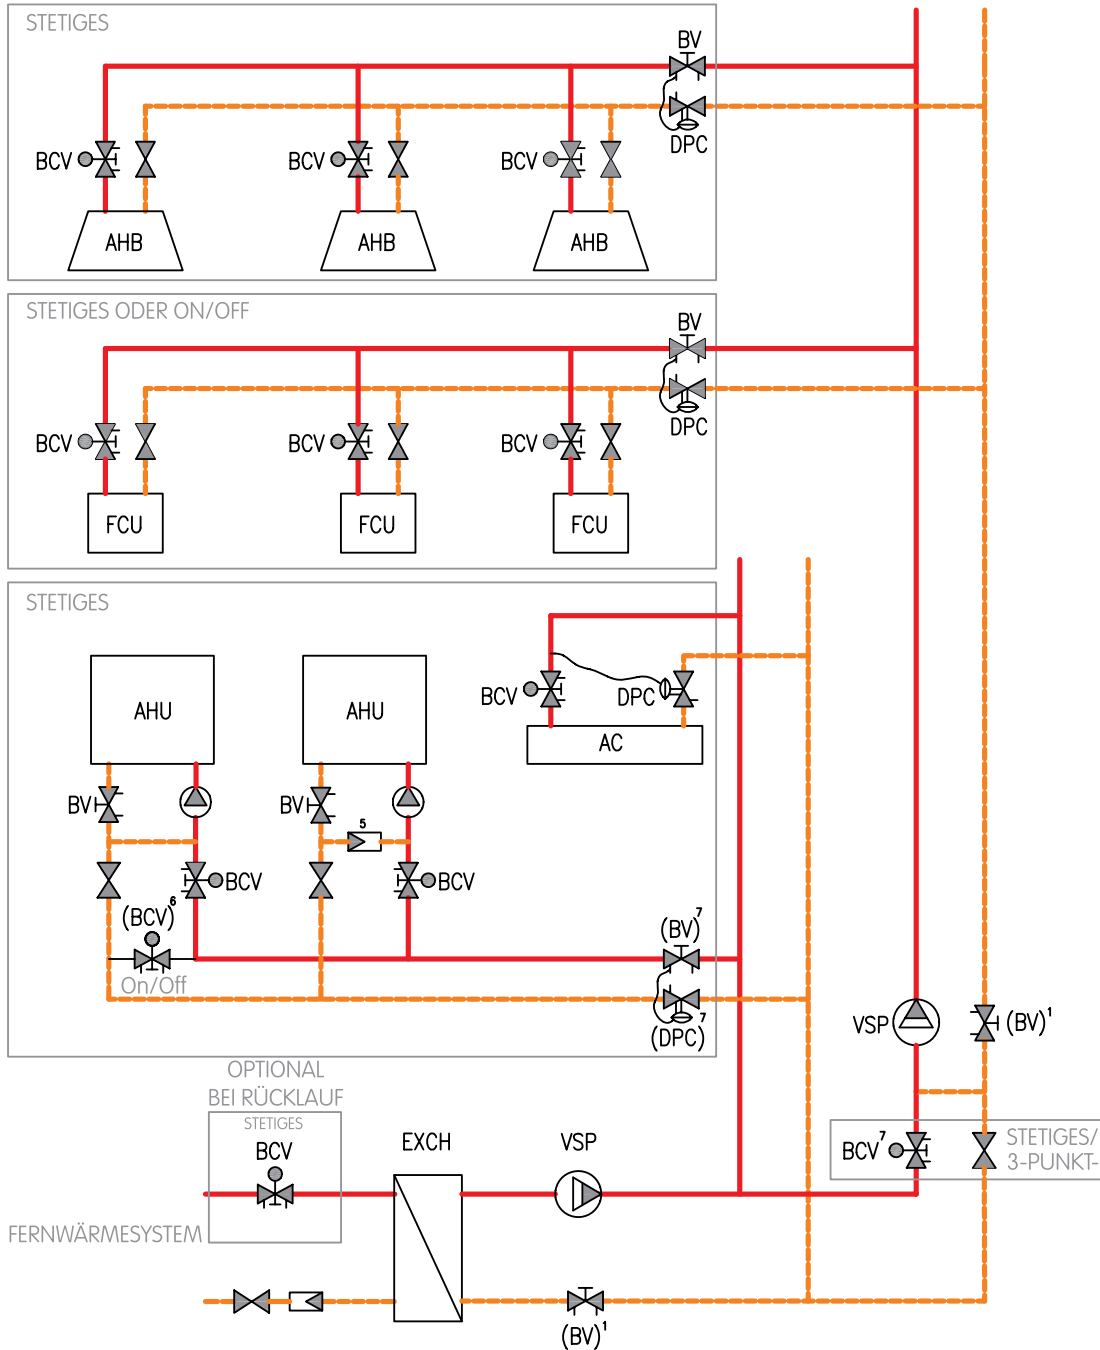 STETIGES
BV
DPC
BCV
BCV
BCV
AHB
AHB
AHB
STETIGES ODER ON/OFF
BV
DPC
BCV
BCV
BCV
FCU
FCU
FCU
STETIGES
AHU
AHU
BCV
DPC
AC
BV
BV
5
BCV
BCV
(BCV)6
On/Off
(BV)7
(DPC)7
VSP
(BV)1
OPTIONAL
BEI RÜCKLAUF
STETIGES
BCV
EXCH
VSP
BCV7
STETIGES/
3-PUNKT-
FERNWÄRMESYSTEM
(BV)1